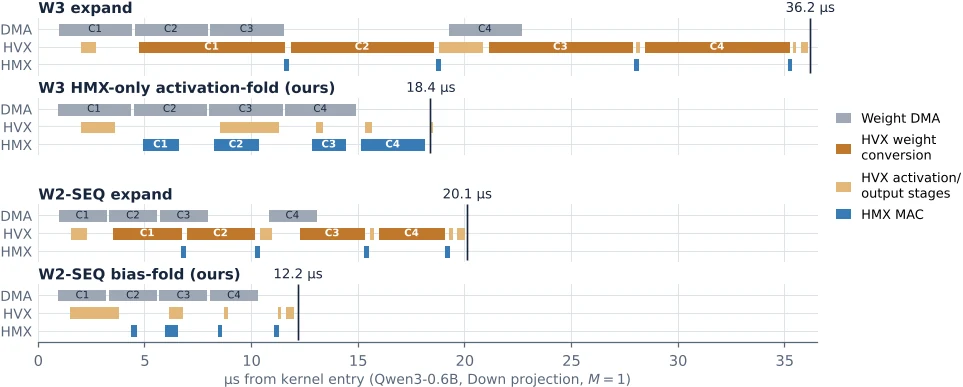 W3 expand
36.2 µs
DMA C1 C2 C3 C4
HVX C1 C2 C3 C4
HMX
W3 HMX-only activation-fold (ours)
18.4 µs
DMA C1 C2 C3 C4
HVX
HMX C1 C2 C3 C4
W2-SEQ expand
20.1 µs
DMA C1 C2 C3 C4
HVX C1 C2 C3 C4
HMX
W2-SEQ bias-fold (ours)
12.2 µs
DMA C1 C2 C3 C4
HVX
HMX
0 5 10 15 20 25 30 35
µs from kernel entry (Qwen3-0.6B, Down projection, M = 1)
Weight DMA
HVX weight
conversion
HVX activation/
output stages
HMX MAC